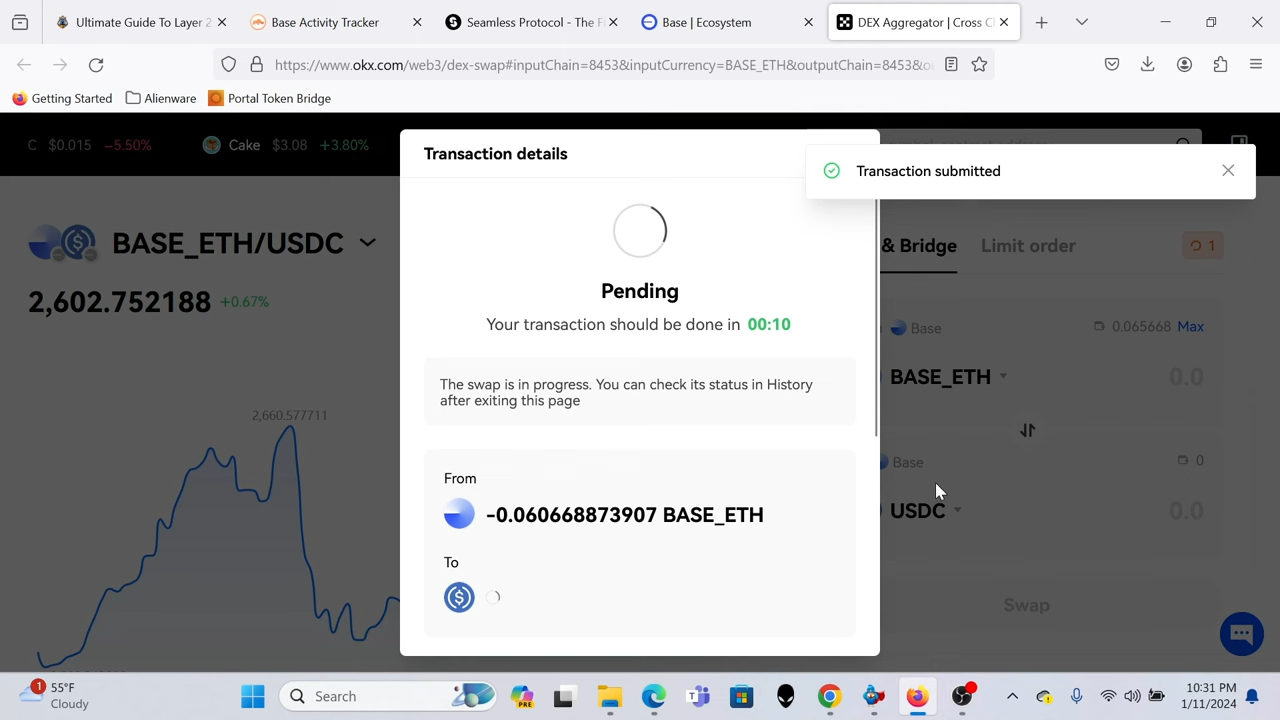 Ultimate Guide To Layer 2
Base Activity Tracker
Seamless Protocol - The Fi
Base | Ecosystem
DEX Aggregator | Cross C
https://www.okx.com/web3/dex-swap#inputChain=8453&inputCurrency=BASE_ETH&outputChain=8453&ou
Getting Started
Alienware
Portal Token Bridge
C $0.015 −5.50%
Cake $3.08 +3.80%
Transaction details
Transaction submitted
BASE_ETH/USDC
2,602.752188 +0.67%
2,660.577711
Pending
Your transaction should be done in 00:10
The swap is in progress. You can check its status in History
after exiting this page
From
-0.060668873907 BASE_ETH
To
& Bridge
Limit order
1
Base
0.065668 Max
BASE_ETH
0.0
Base
0
USDC
0.0
Swap
1
55°F
Cloudy
Search
PRE
10:31 PM
1/11/2024